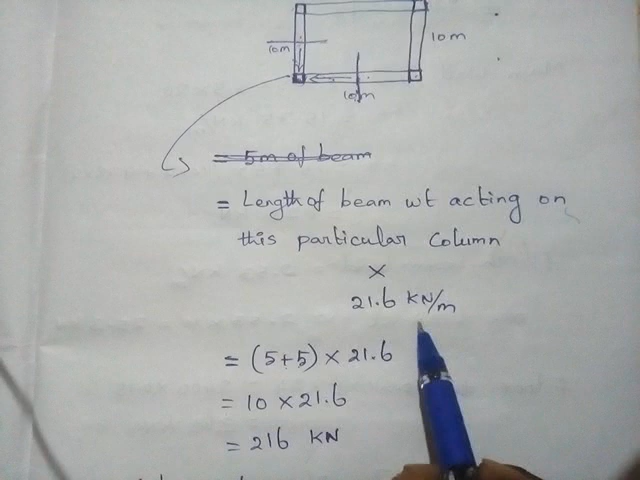 10m
10m
10m
= 5m of beam
= Length of beam wt acting on
this particular column
×
21.6 KN/m
= (5+5) × 21.6
= 10 × 21.6
= 216 KN